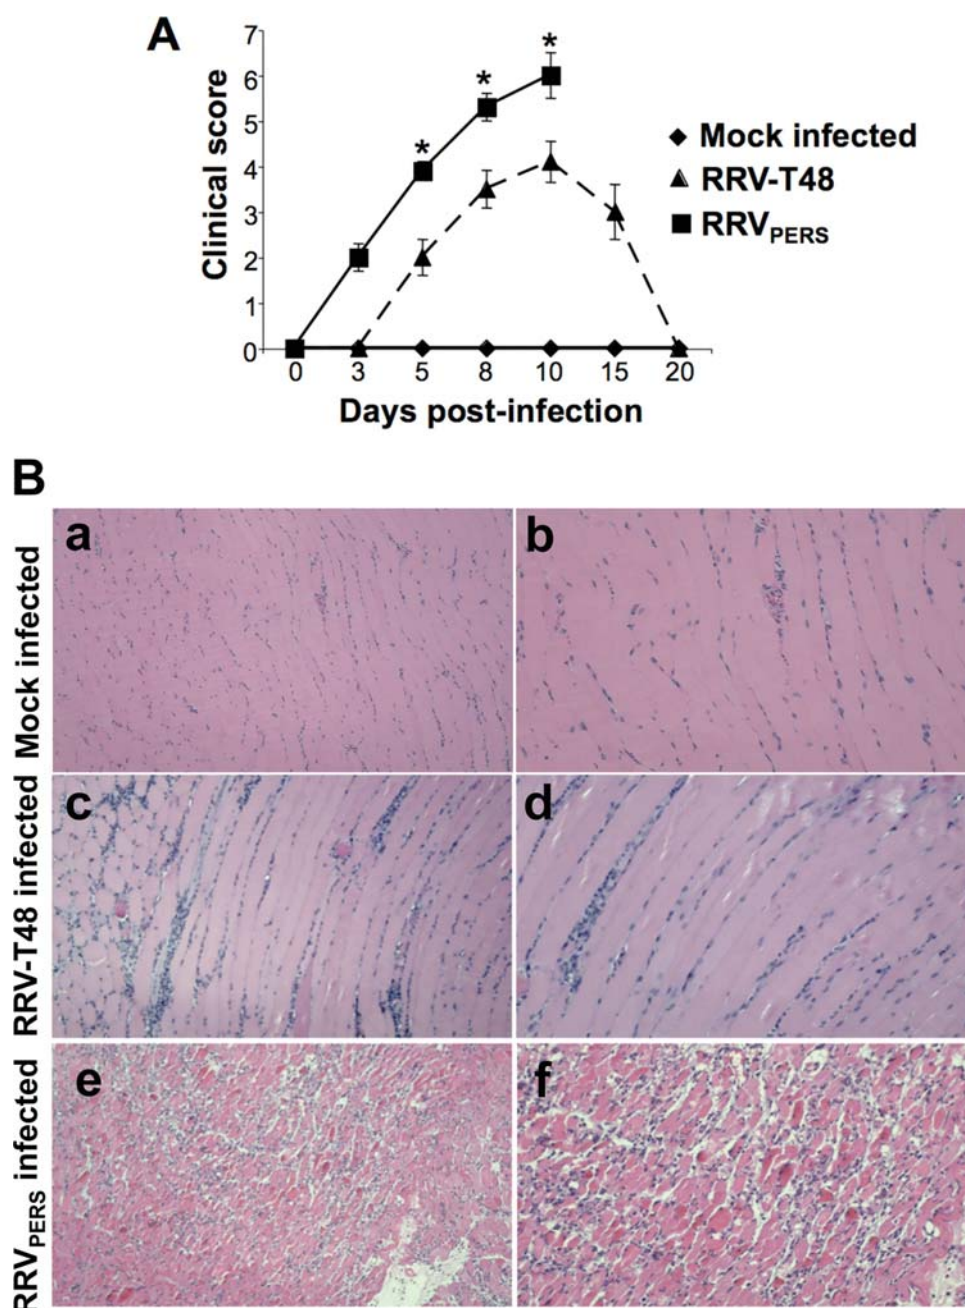 A
7
6
5
4
3
2
1
0
Clinical score
* * *
0 3 5 8 10 15 20
Days post-infection
Mock infected
RRV-T48
RRVPERS
B
Mock infected
a
b
RRV-T48 infected
c
d
RRVPERS infected
e
f